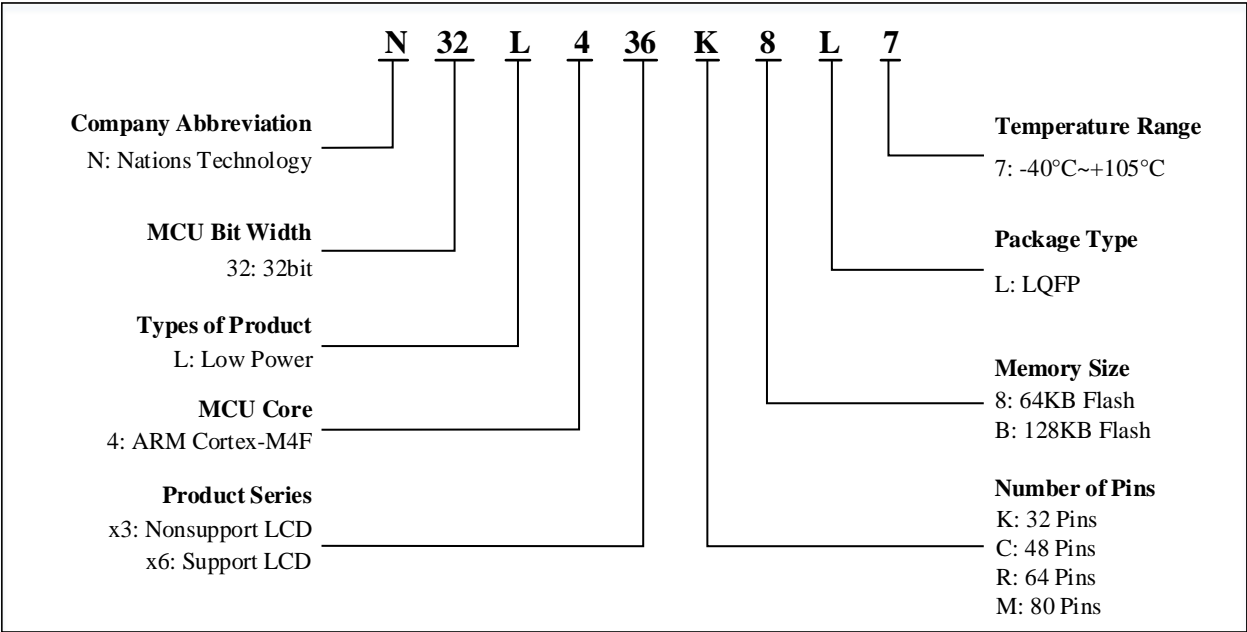 N 32 L 4 36 K 8 L 7
Company Abbreviation
N: Nations Technology
MCU Bit Width
32: 32bit
Types of Product
L: Low Power
MCU Core
4: ARM Cortex-M4F
Product Series
x3: Nonsupport LCD
x6: Support LCD
Temperature Range
7: -40°C~+105°C
Package Type
L: LQFP
Memory Size
8: 64KB Flash
B: 128KB Flash
Number of Pins
K: 32 Pins
C: 48 Pins
R: 64 Pins
M: 80 Pins